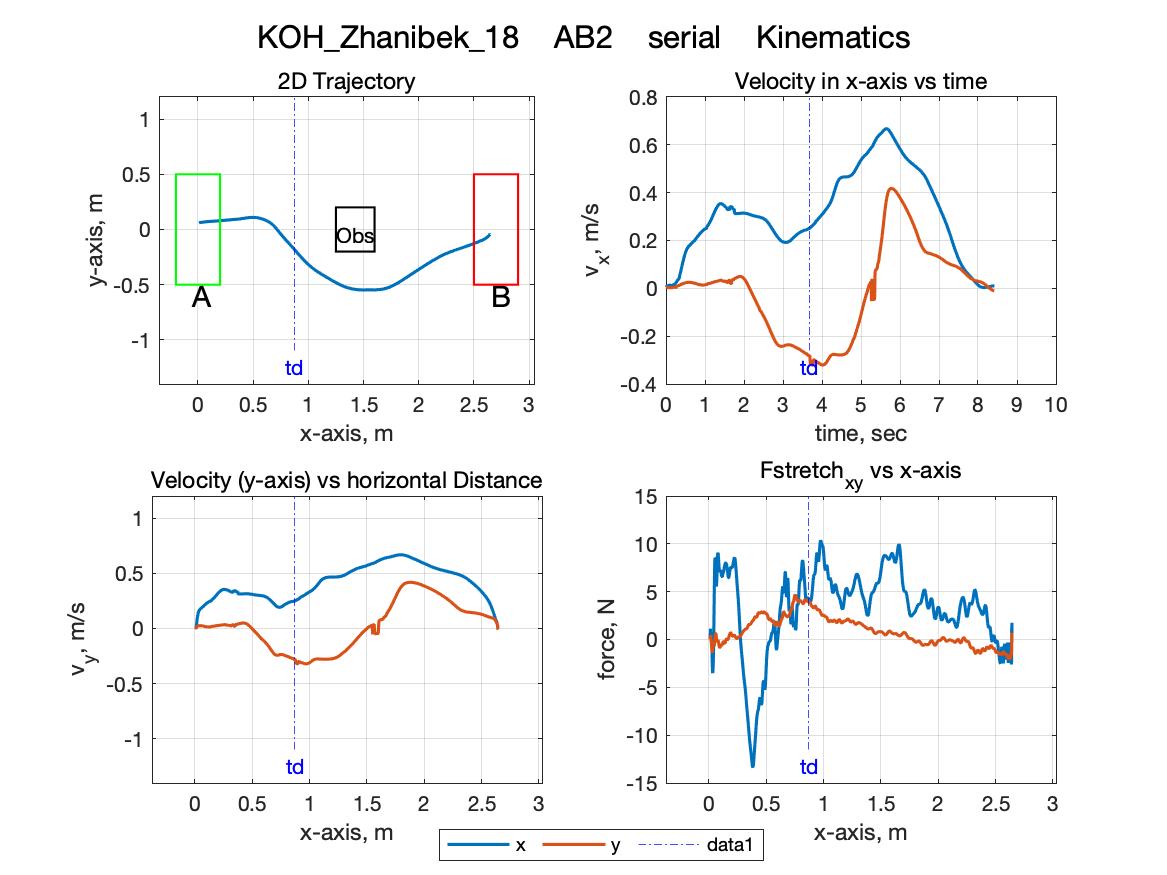 KOH_Zhanibek_18 AB2 serial Kinematics
2D Trajectory
1
0.5
0
-0.5
-1
y-axis, m
A
Obs
B
td
0 0.5 1 1.5 2 2.5 3
x-axis, m
Velocity in x-axis vs time
0.8
0.6
0.4
0.2
0
-0.2
-0.4
vx, m/s
td
0 1 2 3 4 5 6 7 8 9 10
time, sec
Velocity (y-axis) vs horizontal Distance
1
0.5
0
-0.5
-1
vy, m/s
td
0 0.5 1 1.5 2 2.5 3
x-axis, m
Fstretchxy vs x-axis
15
10
5
0
-5
-10
-15
force, N
td
0 0.5 1 1.5 2 2.5 3
x-axis, m
x y data1